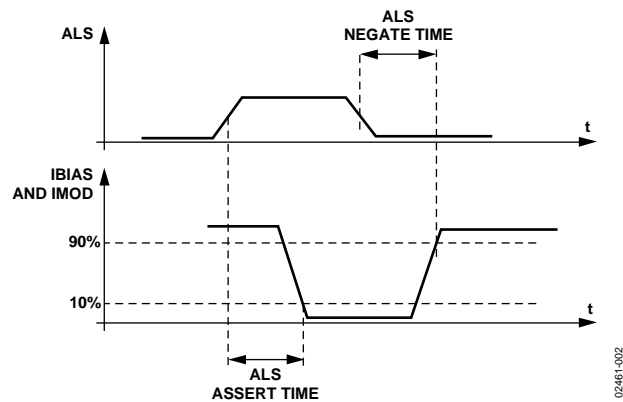 ALS
ALS
NEGATE TIME
t
IBIAS
AND IMOD
90%
10%
t
ALS
ASSERT TIME
02461-002